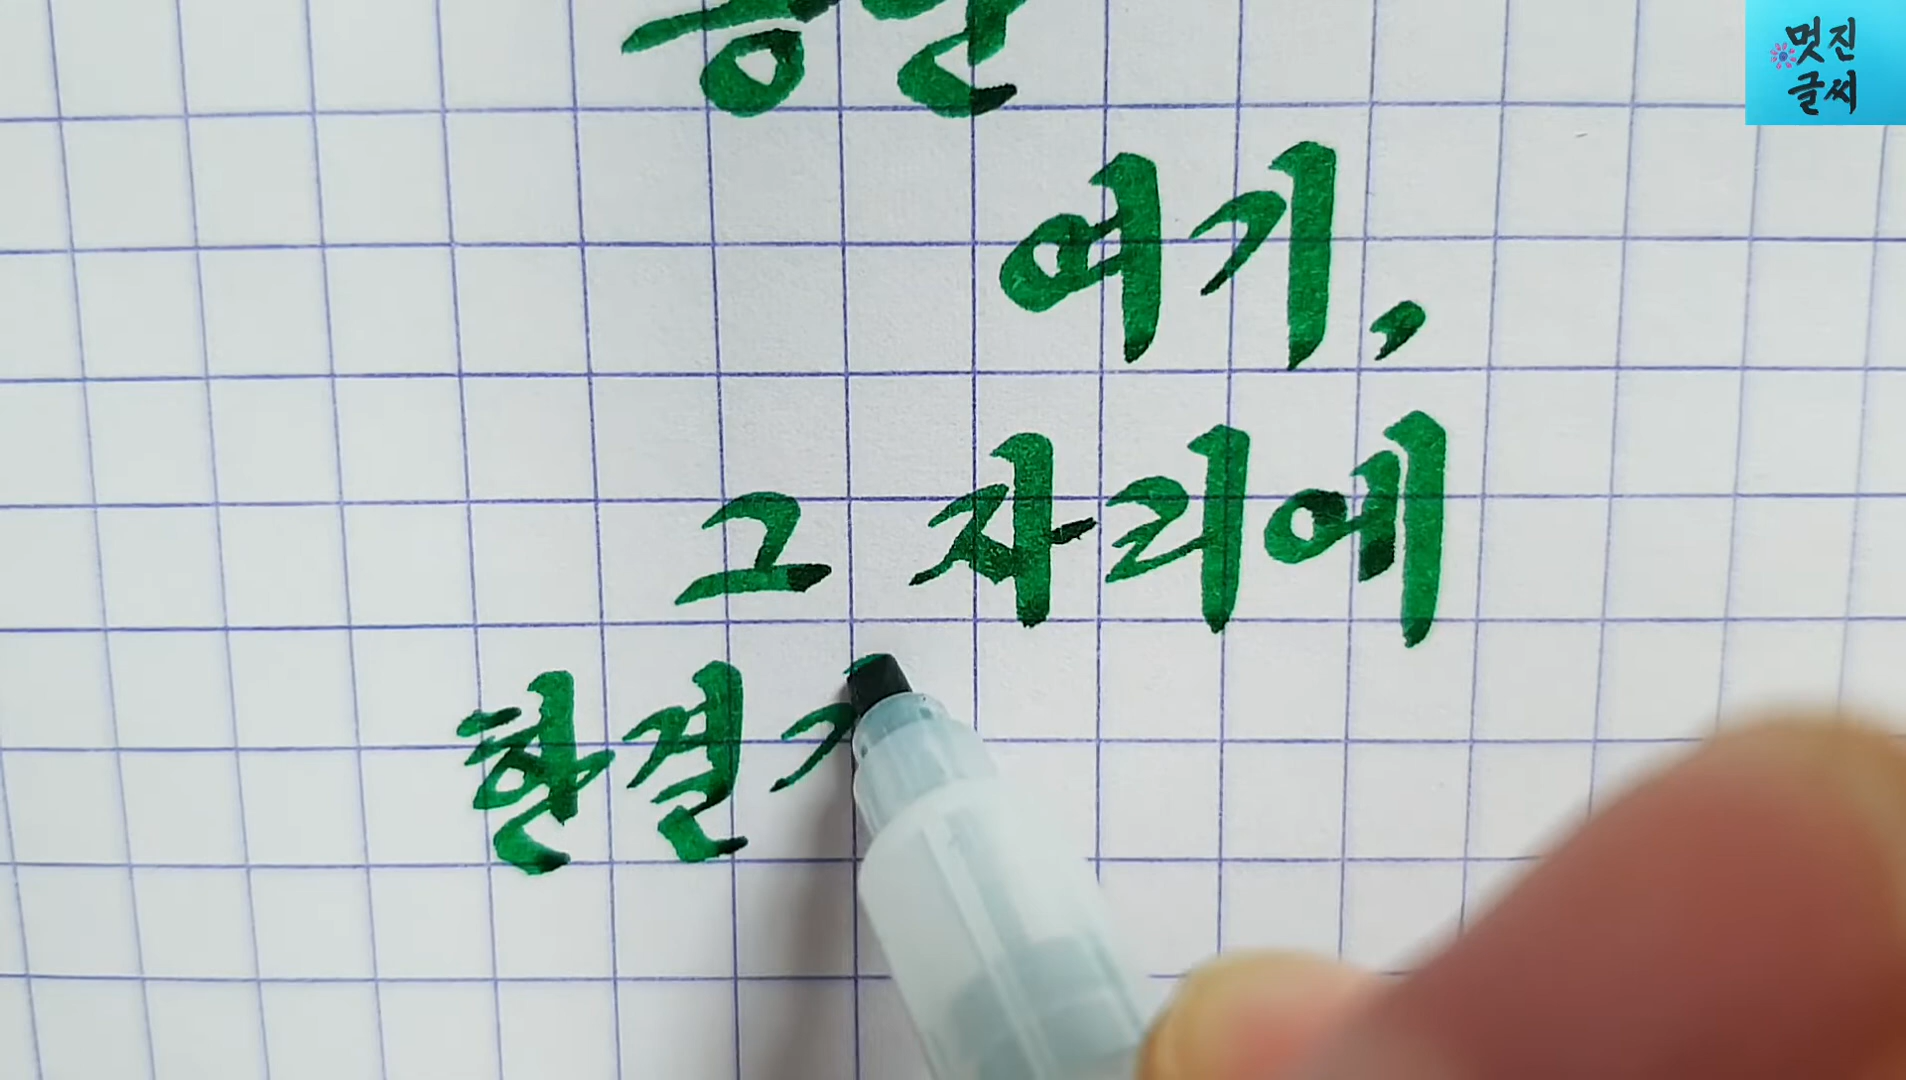 여기,
그 자리에
한결
멋진
글씨